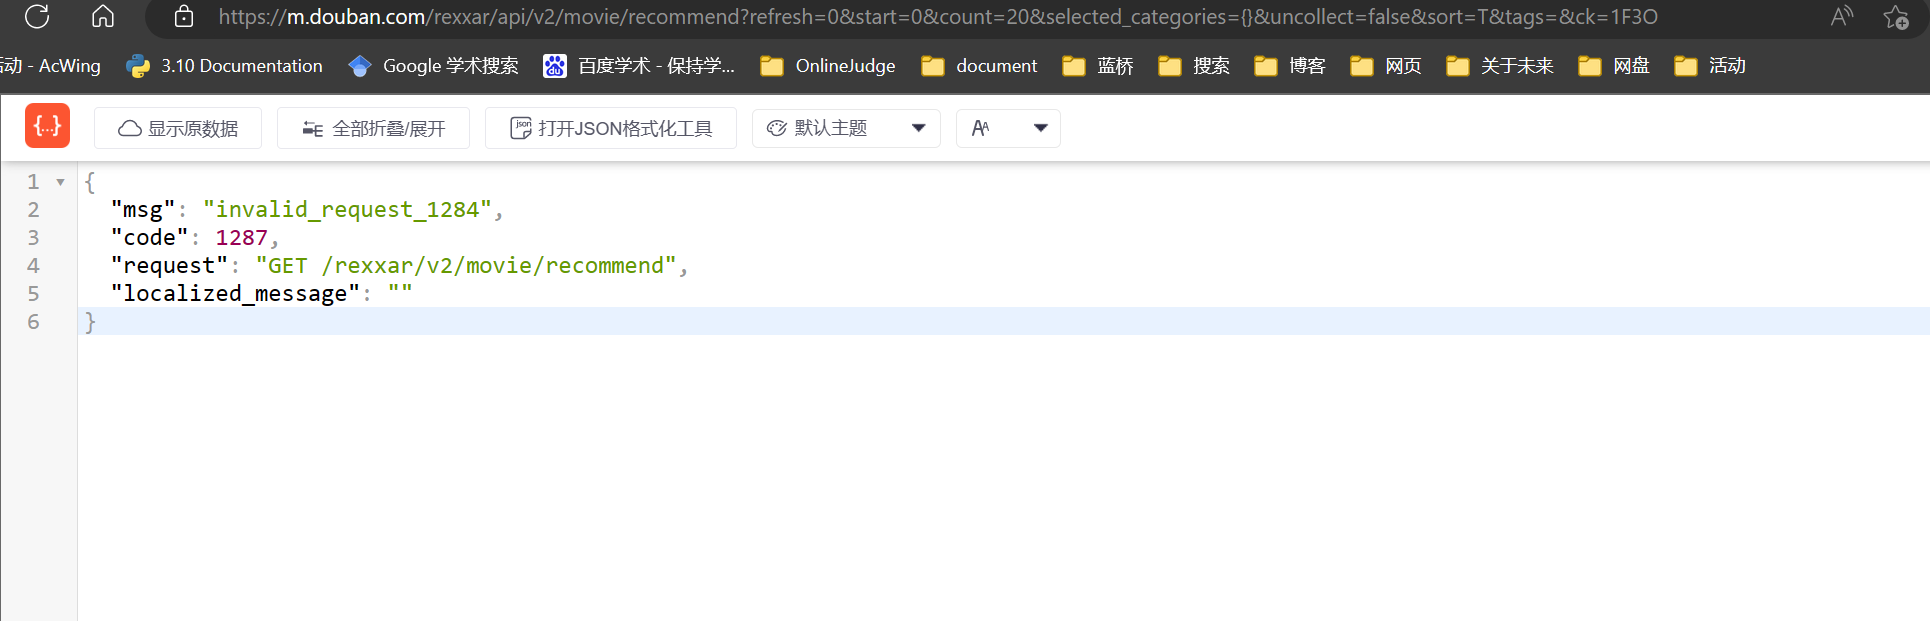 https://m.douban.com/rexxar/api/v2/movie/recommend?refresh=0&start=0&count=20&selected_categories={}&uncollect=false&sort=T&tags=&ck=1F3O
动 - AcWing 3.10 Documentation Google 学术搜索 百度学术 - 保持学... OnlineJudge document 蓝桥 搜索 博客 网页 关于未来 网盘 活动
{...} 显示原数据 全部折叠/展开 json 打开JSON格式化工具 默认主题 AA
1 {
2 "msg": "invalid_request_1284",
3 "code": 1287,
4 "request": "GET /rexxar/v2/movie/recommend",
5 "localized_message": ""
6 }